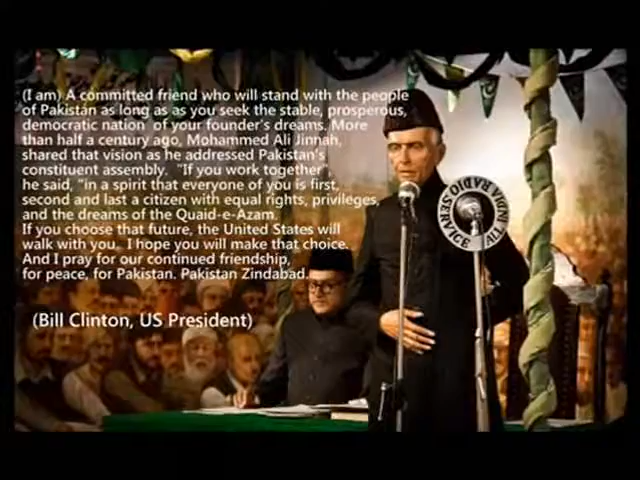 (I am) A committed friend who will stand with the people
of Pakistan as long as as you seek the stable, prosperous,
democratic nation of your founder's dreams. More
than half a century ago, Mohammed Ali Jinnah,
shared that vision as he addressed Pakistan's
constituent assembly. "If you work together",
he said, "in a spirit that everyone of you is first,
second and last a citizen with equal rights, privileges,
and the dreams of the Quaid-e-Azam.
If you choose that future, the United States will
walk with you. I hope you will make that choice.
And I pray for our continued friendship,
for peace, for Pakistan. Pakistan Zindabad.
(Bill Clinton, US President)
ALL INDIA RADIO SERVICE